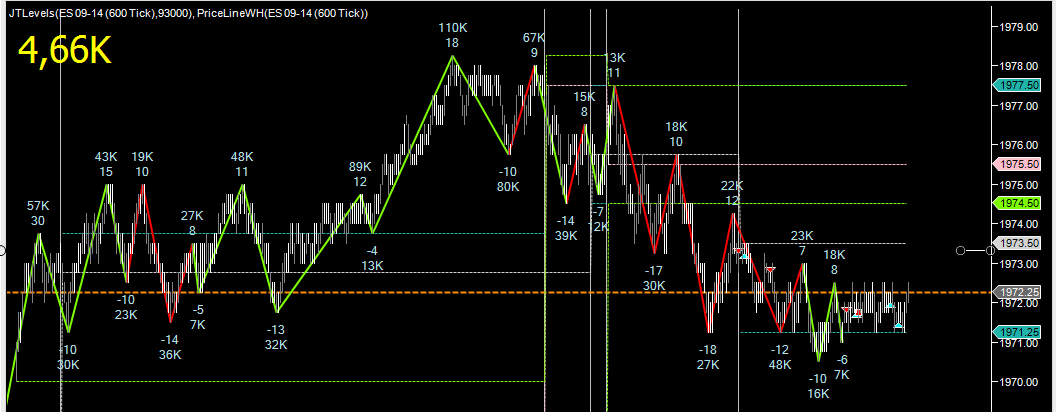 JTLevels(ES 09-14 (600 Tick),93000), PriceLineWH(ES 09-14 (600 Tick))
4,66K
110K
18
67K
9
13K
11
15K
8
43K
15
19K
10
48K
11
89K
12
18K
10
57K
30
27K
8
22K
12
23K
7
18K
8
-10
30K
-10
23K
-14
36K
-5
7K
-13
32K
-4
13K
-10
80K
-14
39K
-7
12K
-17
30K
-18
27K
-12
48K
-10
16K
-6
7K
1979.00
1978.00
1977.50
1977.00
1976.00
1975.50
1975.00
1974.50
1974.00
1973.50
1973.00
1972.25
1972.00
1971.25
1971.00
1970.00